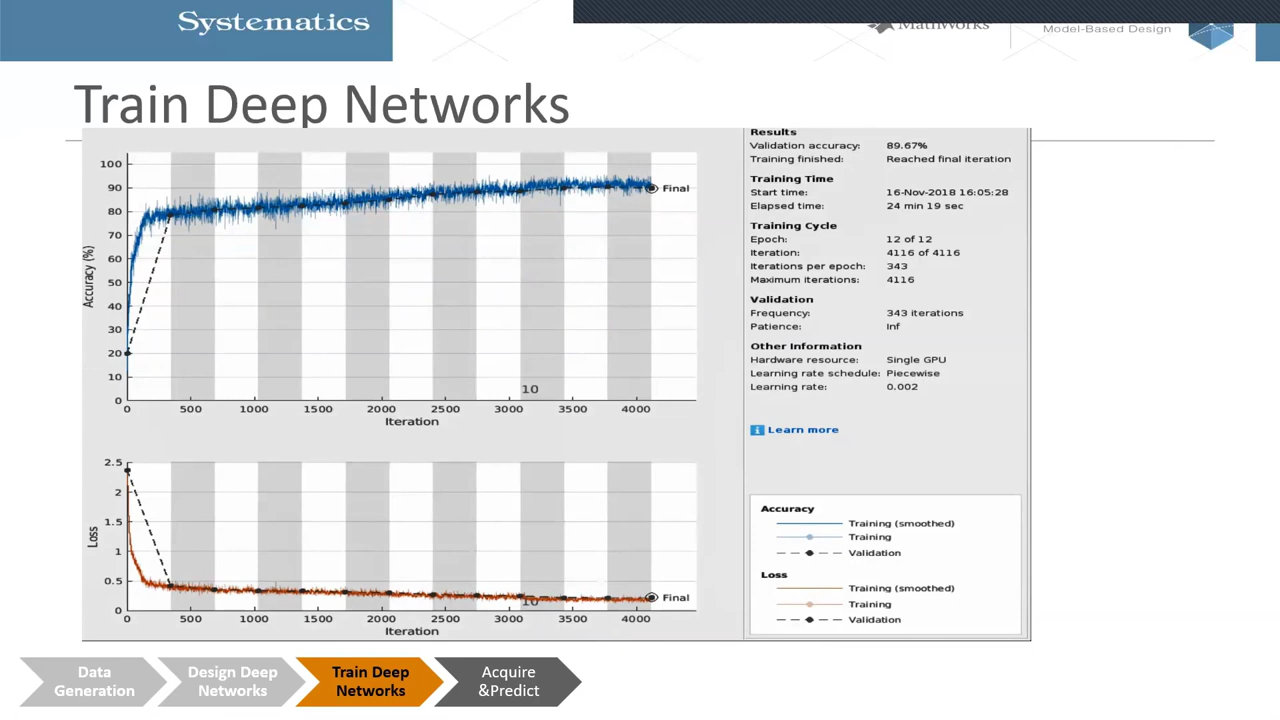 Systematics
MathWorks
Model-Based Design
Train Deep Networks
100
90
80
70
60
50
40
30
20
10
0
Accuracy (%)
Final
10
0 500 1000 1500 2000 2500 3000 3500 4000
Iteration
2.5
2
1.5
1
0.5
0
Loss
Final
10
0 500 1000 1500 2000 2500 3000 3500 4000
Iteration
Results
Validation accuracy: 89.67%
Training finished: Reached final iteration
Training Time
Start time: 16-Nov-2018 16:05:28
Elapsed time: 24 min 19 sec
Training Cycle
Epoch: 12 of 12
Iteration: 4116 of 4116
Iterations per epoch: 343
Maximum iterations: 4116
Validation
Frequency: 343 iterations
Patience: Inf
Other Information
Hardware resource: Single GPU
Learning rate schedule: Piecewise
Learning rate: 0.002
i Learn more
Accuracy
Training (smoothed)
Training
Validation
Loss
Training (smoothed)
Training
Validation
Data
Generation
Design Deep
Networks
Train Deep
Networks
Acquire
&Predict